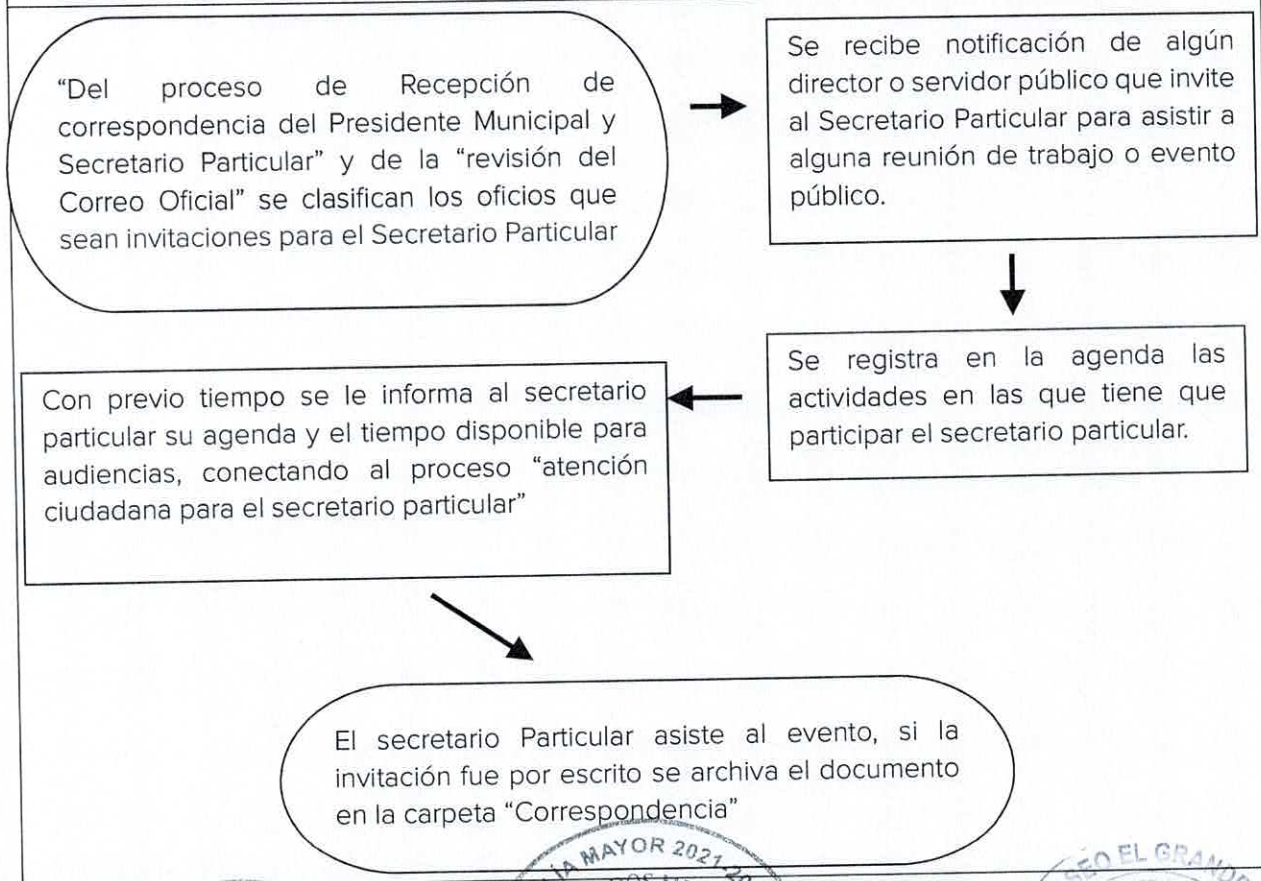 “Del proceso de Recepción de
correspondencia del Presidente Municipal y
Secretario Particular” y de la “revisión del
Correo Oficial” se clasifican los oficios que
sean invitaciones para el Secretario Particular
Se recibe notificación de algún
director o servidor público que invite
al Secretario Particular para asistir a
alguna reunión de trabajo o evento
público.
Se registra en la agenda las
actividades en las que tiene que
participar el secretario particular.
Con previo tiempo se le informa al secretario
particular su agenda y el tiempo disponible para
audiencias, conectando al proceso “atención
ciudadana para el secretario particular”
El secretario Particular asiste al evento, si la
invitación fue por escrito se archiva el documento
en la carpeta “Correspondencia”
MAYOR 2021
EL GRANDE